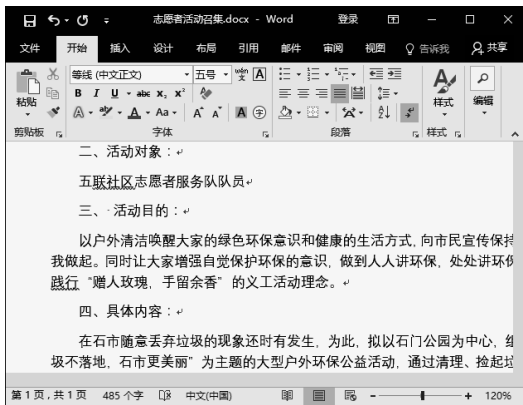 志愿者活动召集.docx - Word 登录
文件 开始 插入 设计 布局 引用 邮件 审阅 视图 告诉我 共享
等线 (中文正文) 五号 wén 文 A
粘贴 B I U abc X₂ X² 样式 编辑
A aby A Aa A A A 字
剪贴板 字体 段落 样式
二、活动对象：
五联社区志愿者服务队队员
三、·活动目的：
以户外清洁唤醒大家的绿色环保意识和健康的生活方式, 向市民宣传保持
我做起。同时让大家增强自觉保护环保的意识，做到人人讲环保，处处讲环保
践行 “赠人玫瑰，手留余香” 的义工活动理念。
四、具体内容：
在石市随意丢弃垃圾的现象还时有发生，为此，拟以石门公园为中心，组
圾不落地，石市更美丽” 为主题的大型户外环保公益活动，通过清理、捡起垃
第1页, 共1页 485个字 中文(中国) 120%